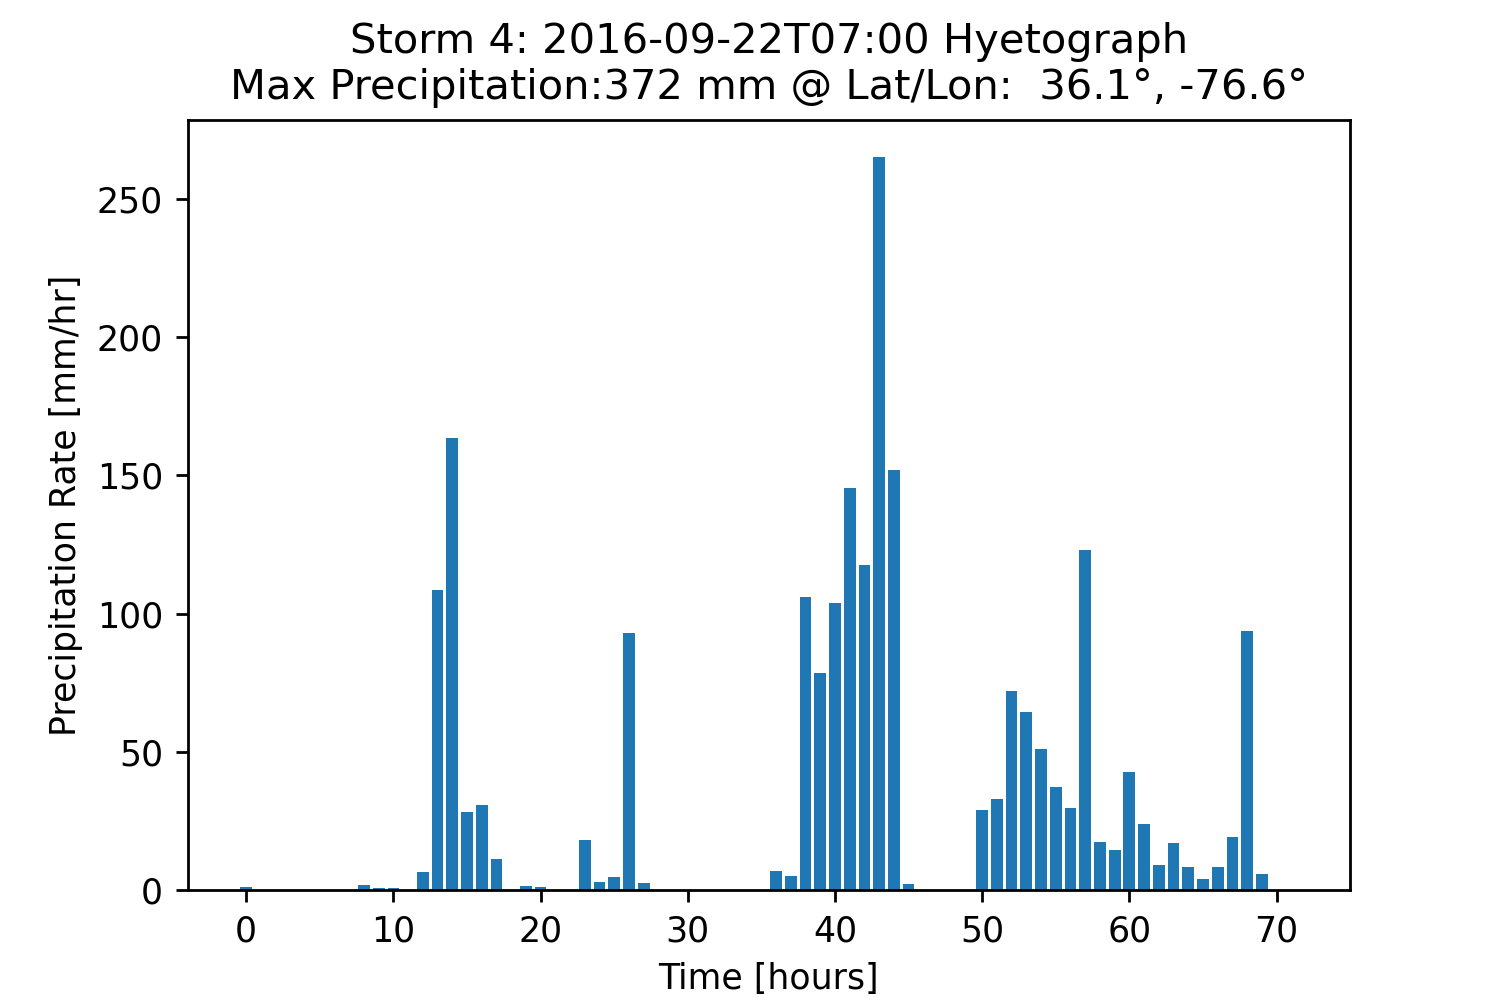 Storm 4: 2016-09-22T07:00 Hyetograph
Max Precipitation:372 mm @ Lat/Lon:  36.1°, -76.6°
250
200
150
100
50
0
Precipitation Rate [mm/hr]
0 10 20 30 40 50 60 70
Time [hours]